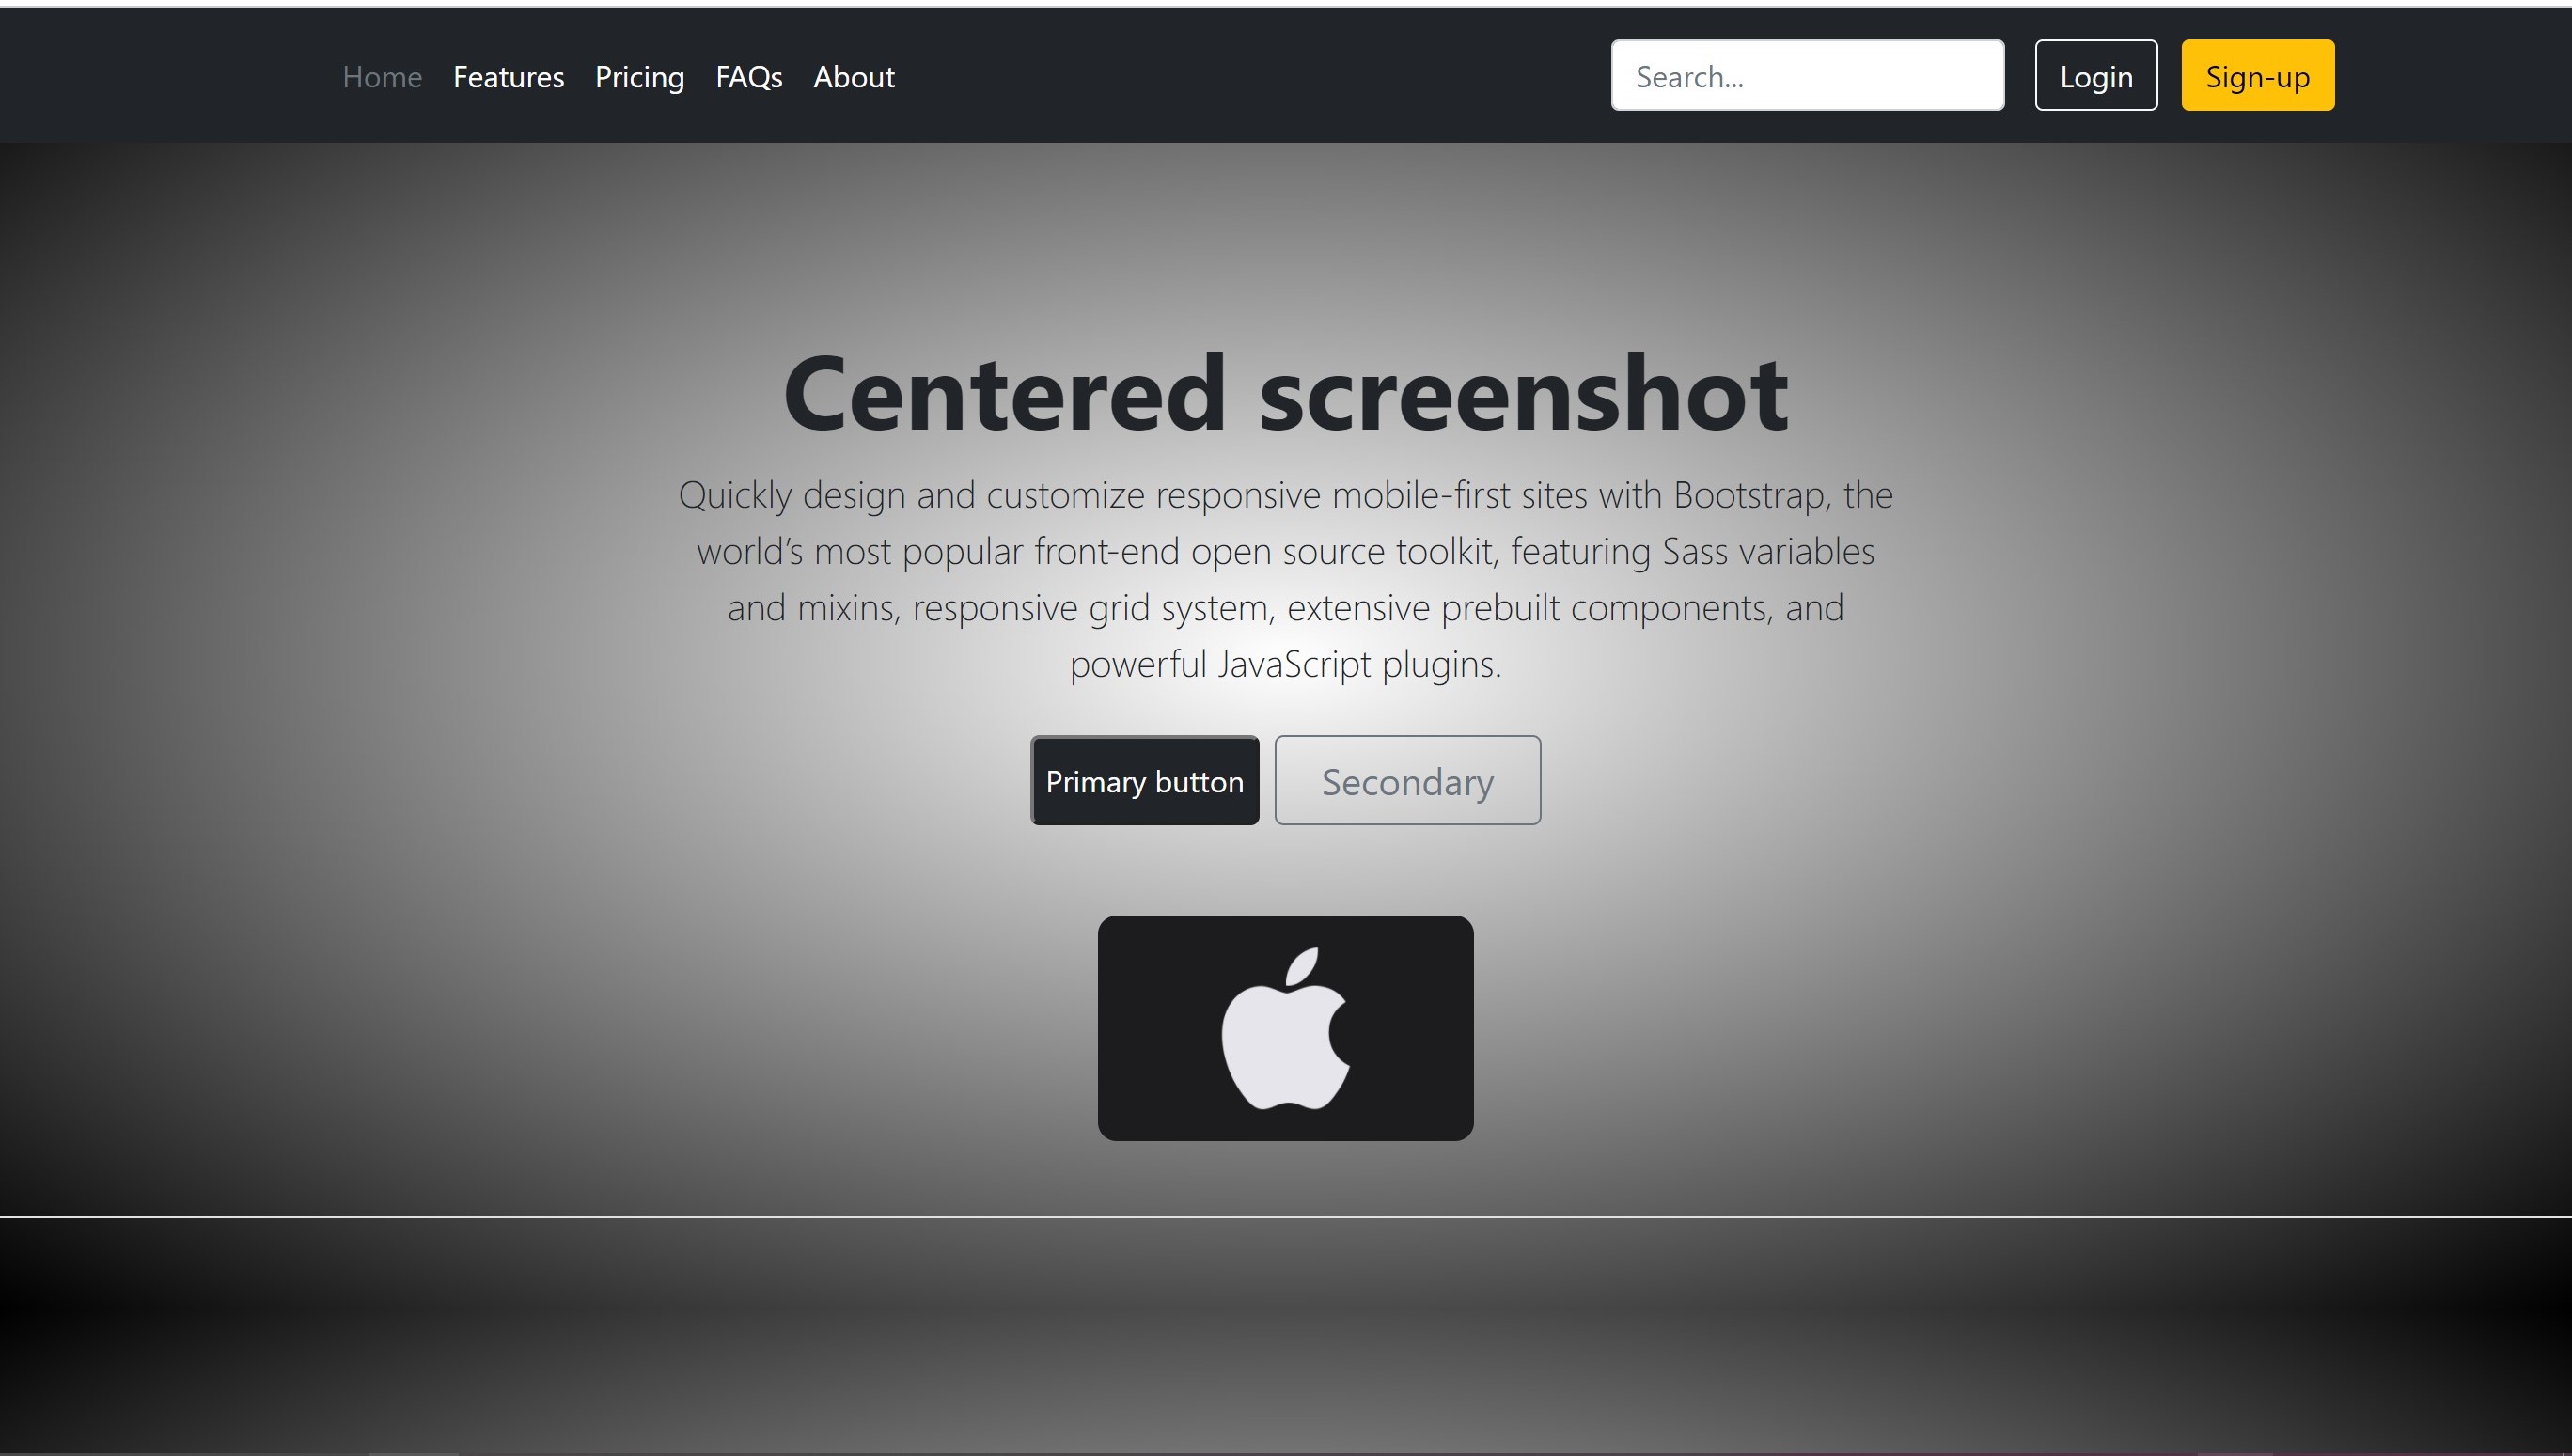 Home Features Pricing FAQs About Search... Login Sign-up
Centered screenshot
Quickly design and customize responsive mobile-first sites with Bootstrap, the
world’s most popular front-end open source toolkit, featuring Sass variables
and mixins, responsive grid system, extensive prebuilt components, and
powerful JavaScript plugins.
Primary button Secondary